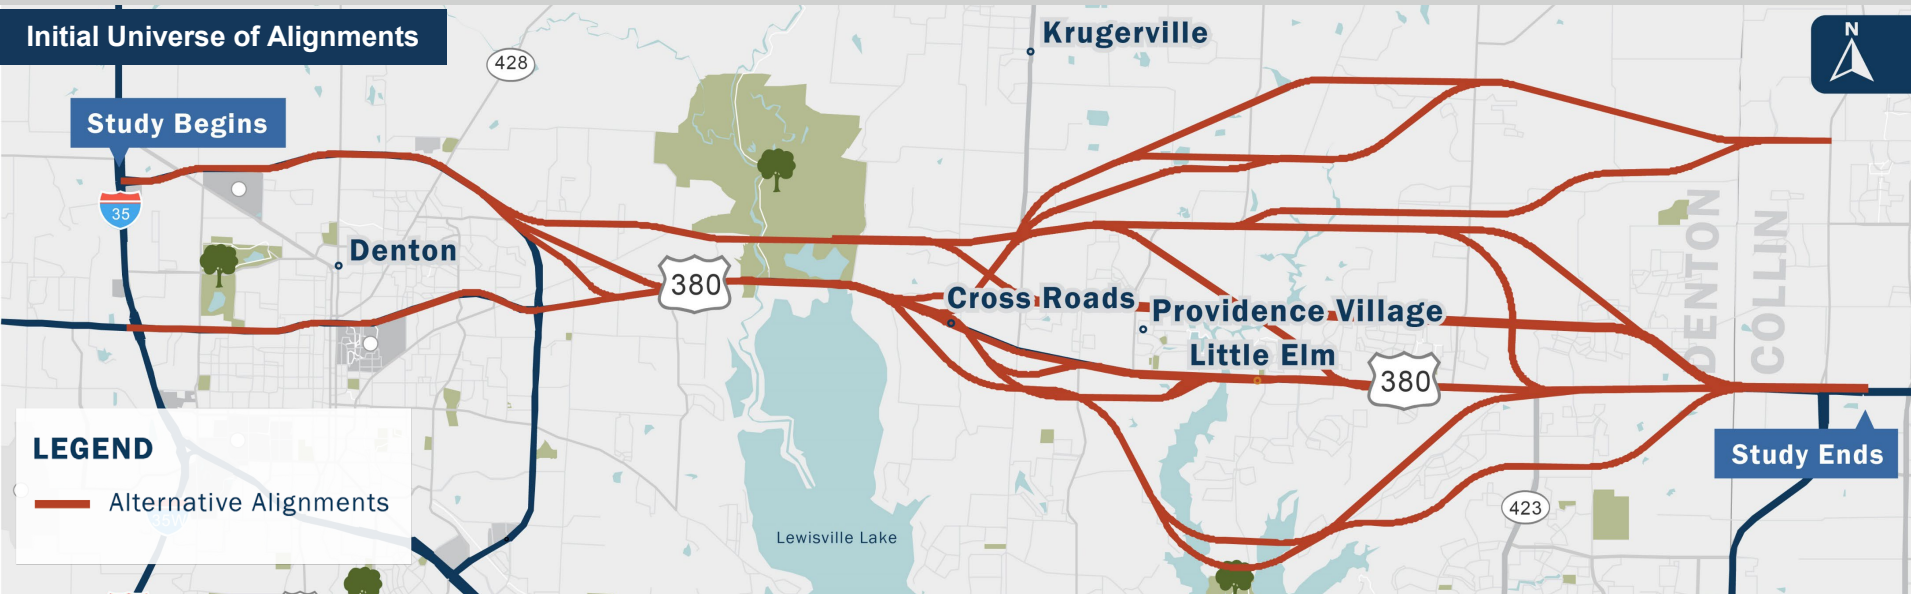 Initial Universe of Alignments
Krugerville
N
428
Study Begins
35
Denton
380
Cross Roads
Providence Village
Little Elm
380
DENTON
COLLIN
LEGEND
Alternative Alignments
Study Ends
423
Lewisville Lake